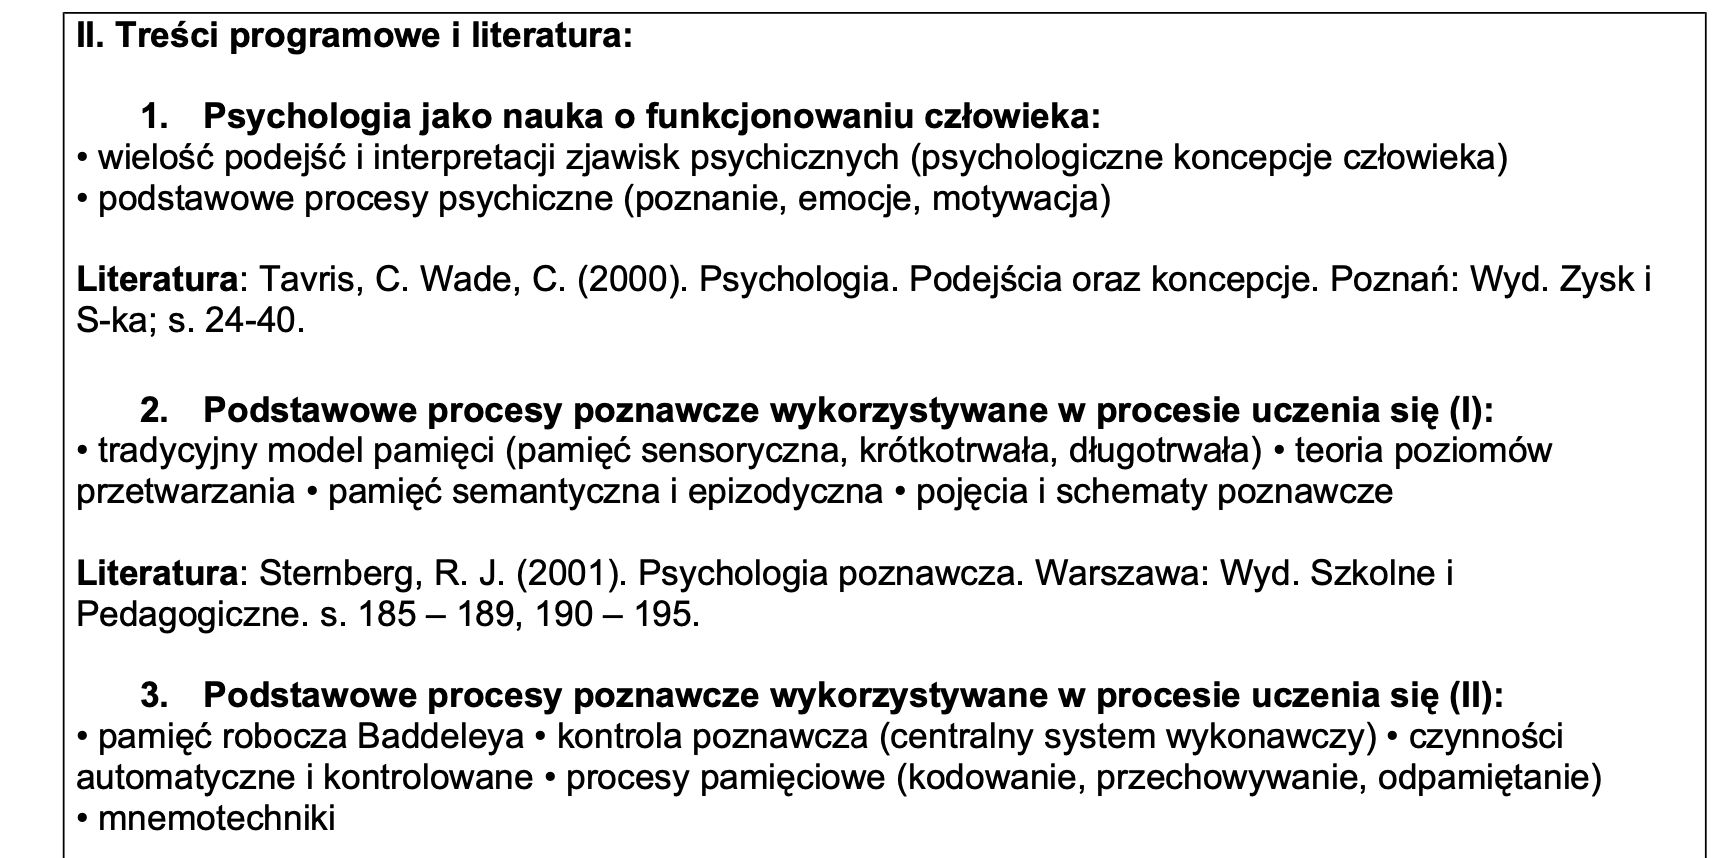 II. Treści programowe i literatura:
1. Psychologia jako nauka o funkcjonowaniu człowieka:
• wielość podejść i interpretacji zjawisk psychicznych (psychologiczne koncepcje człowieka)
• podstawowe procesy psychiczne (poznanie, emocje, motywacja)
Literatura: Tavris, C. Wade, C. (2000). Psychologia. Podejścia oraz koncepcje. Poznań: Wyd. Zysk i
S-ka; s. 24-40.
2. Podstawowe procesy poznawcze wykorzystywane w procesie uczenia się (I):
• tradycyjny model pamięci (pamięć sensoryczna, krótkotrwała, długotrwała) • teoria poziomów
przetwarzania • pamięć semantyczna i epizodyczna • pojęcia i schematy poznawcze
Literatura: Sternberg, R. J. (2001). Psychologia poznawcza. Warszawa: Wyd. Szkolne i
Pedagogiczne. s. 185 – 189, 190 – 195.
3. Podstawowe procesy poznawcze wykorzystywane w procesie uczenia się (II):
• pamięć robocza Baddeleya • kontrola poznawcza (centralny system wykonawczy) • czynności
automatyczne i kontrolowane • procesy pamięciowe (kodowanie, przechowywanie, odpamiętanie)
• mnemotechniki